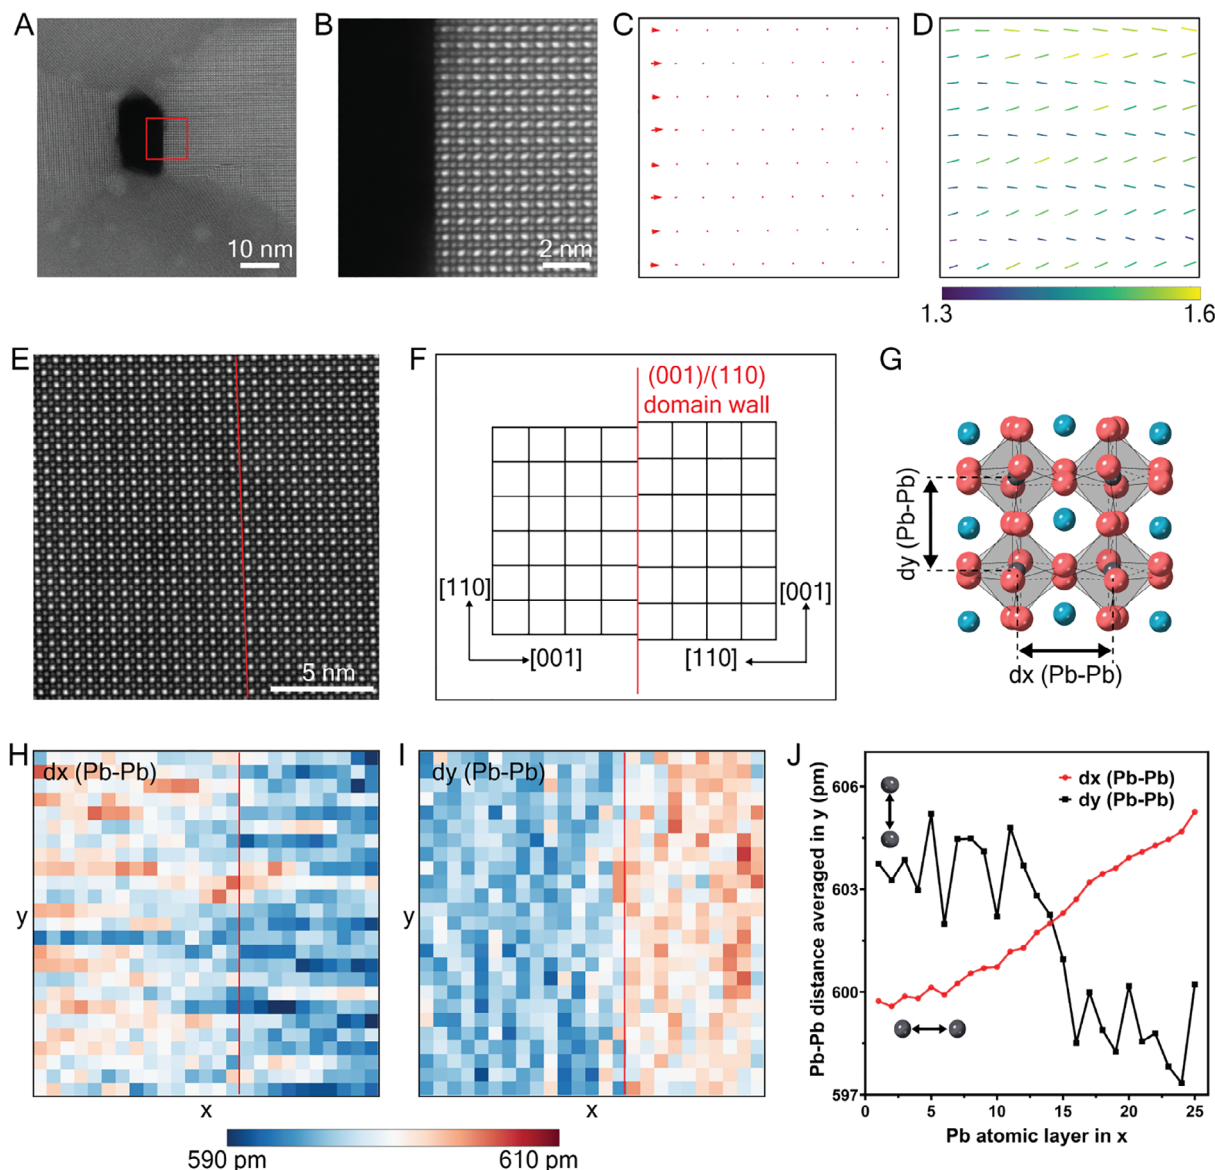 A
B
C
D
10 nm
2 nm
1.3
1.6
E
F
G
(001)/(110)
domain wall
[110]
[001]
[001]
[110]
5 nm
dy (Pb-Pb)
dx (Pb-Pb)
H
dx (Pb-Pb)
I
dy (Pb-Pb)
J
dx (Pb-Pb)
dy (Pb-Pb)
606
603
600
597
Pb-Pb distance averaged in y (pm)
y
y
0
5
10
15
20
25
x
x
Pb atomic layer in x
590 pm
610 pm